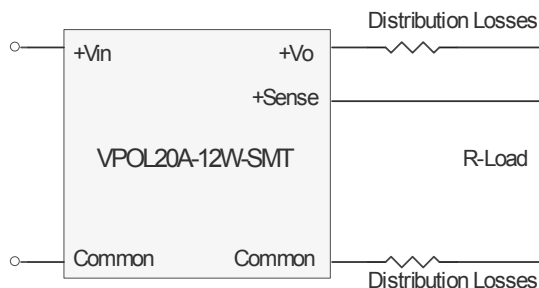 Distribution Losses
+Vin +Vo
+Sense
VPOL20A-12W-SMT R-Load
Common Common
Distribution Losses